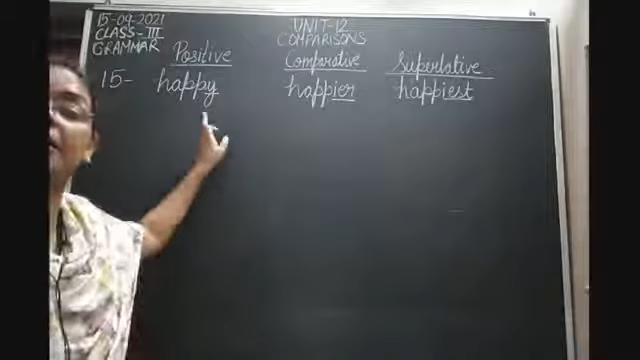 15-09-2021
UNIT-12
CLASS-III
COMPARISONS
GRAMMAR
Positive Comparative Superlative
15- happy happier happiest